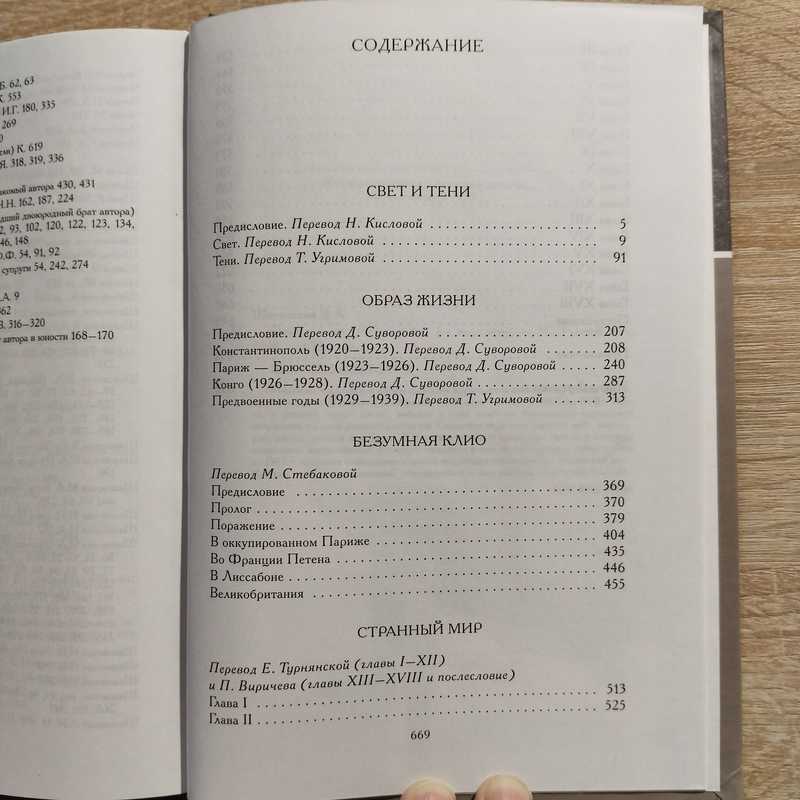 Б. 62, 63
К. 553
И.Г. 180, 335
269
0
К. 619
Я. 318, 319, 336
автора 430, 431
Н.Н. 162, 187, 224
двоюродный брат автора)
2, 93, 102, 120, 122, 123, 134,
46, 148
Ф. 54, 91, 92
супруги 54, 242, 274
А. 9
362
В. 316—320
автора в юности 168—170
СОДЕРЖАНИЕ
СВЕТ И ТЕНИ
Предисловие. Перевод Н. Кисловой 5
Свет. Перевод Н. Кисловой 9
Тени. Перевод Т. Угримовой 91
ОБРАЗ ЖИЗНИ
Предисловие. Перевод Д. Суворовой 207
Константинополь (1920—1923). Перевод Д. Суворовой 208
Париж — Брюссель (1923—1926). Перевод Д. Суворовой 240
Конго (1926—1928). Перевод Д. Суворовой 287
Предвоенные годы (1929—1939). Перевод Т. Угримовой 313
БЕЗУМНАЯ КЛИО
Перевод М. Стебаковой
Предисловие 369
Пролог 370
Поражение 379
В оккупированном Париже 404
Во Франции Петена 435
В Лиссабоне 446
Великобритания 455
СТРАННЫЙ МИР
Перевод Е. Турнянской (главы I—XII)
и П. Виричева (главы XIII—XVIII и послесловие)
Глава I 513
Глава II 525
669